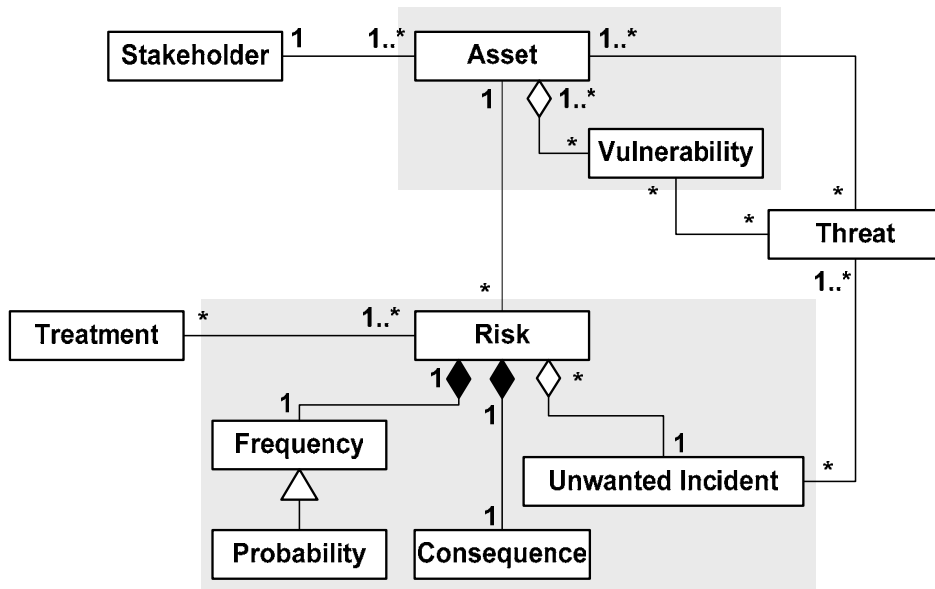 1
1..*
1..*
Stakeholder
Asset
1
1..*
*
Vulnerability
*
*
*
Threat
1..*
*
*
1..*
Treatment
Risk
1
*
1
1
Frequency
1
Unwanted Incident
*
1
Probability
Consequence